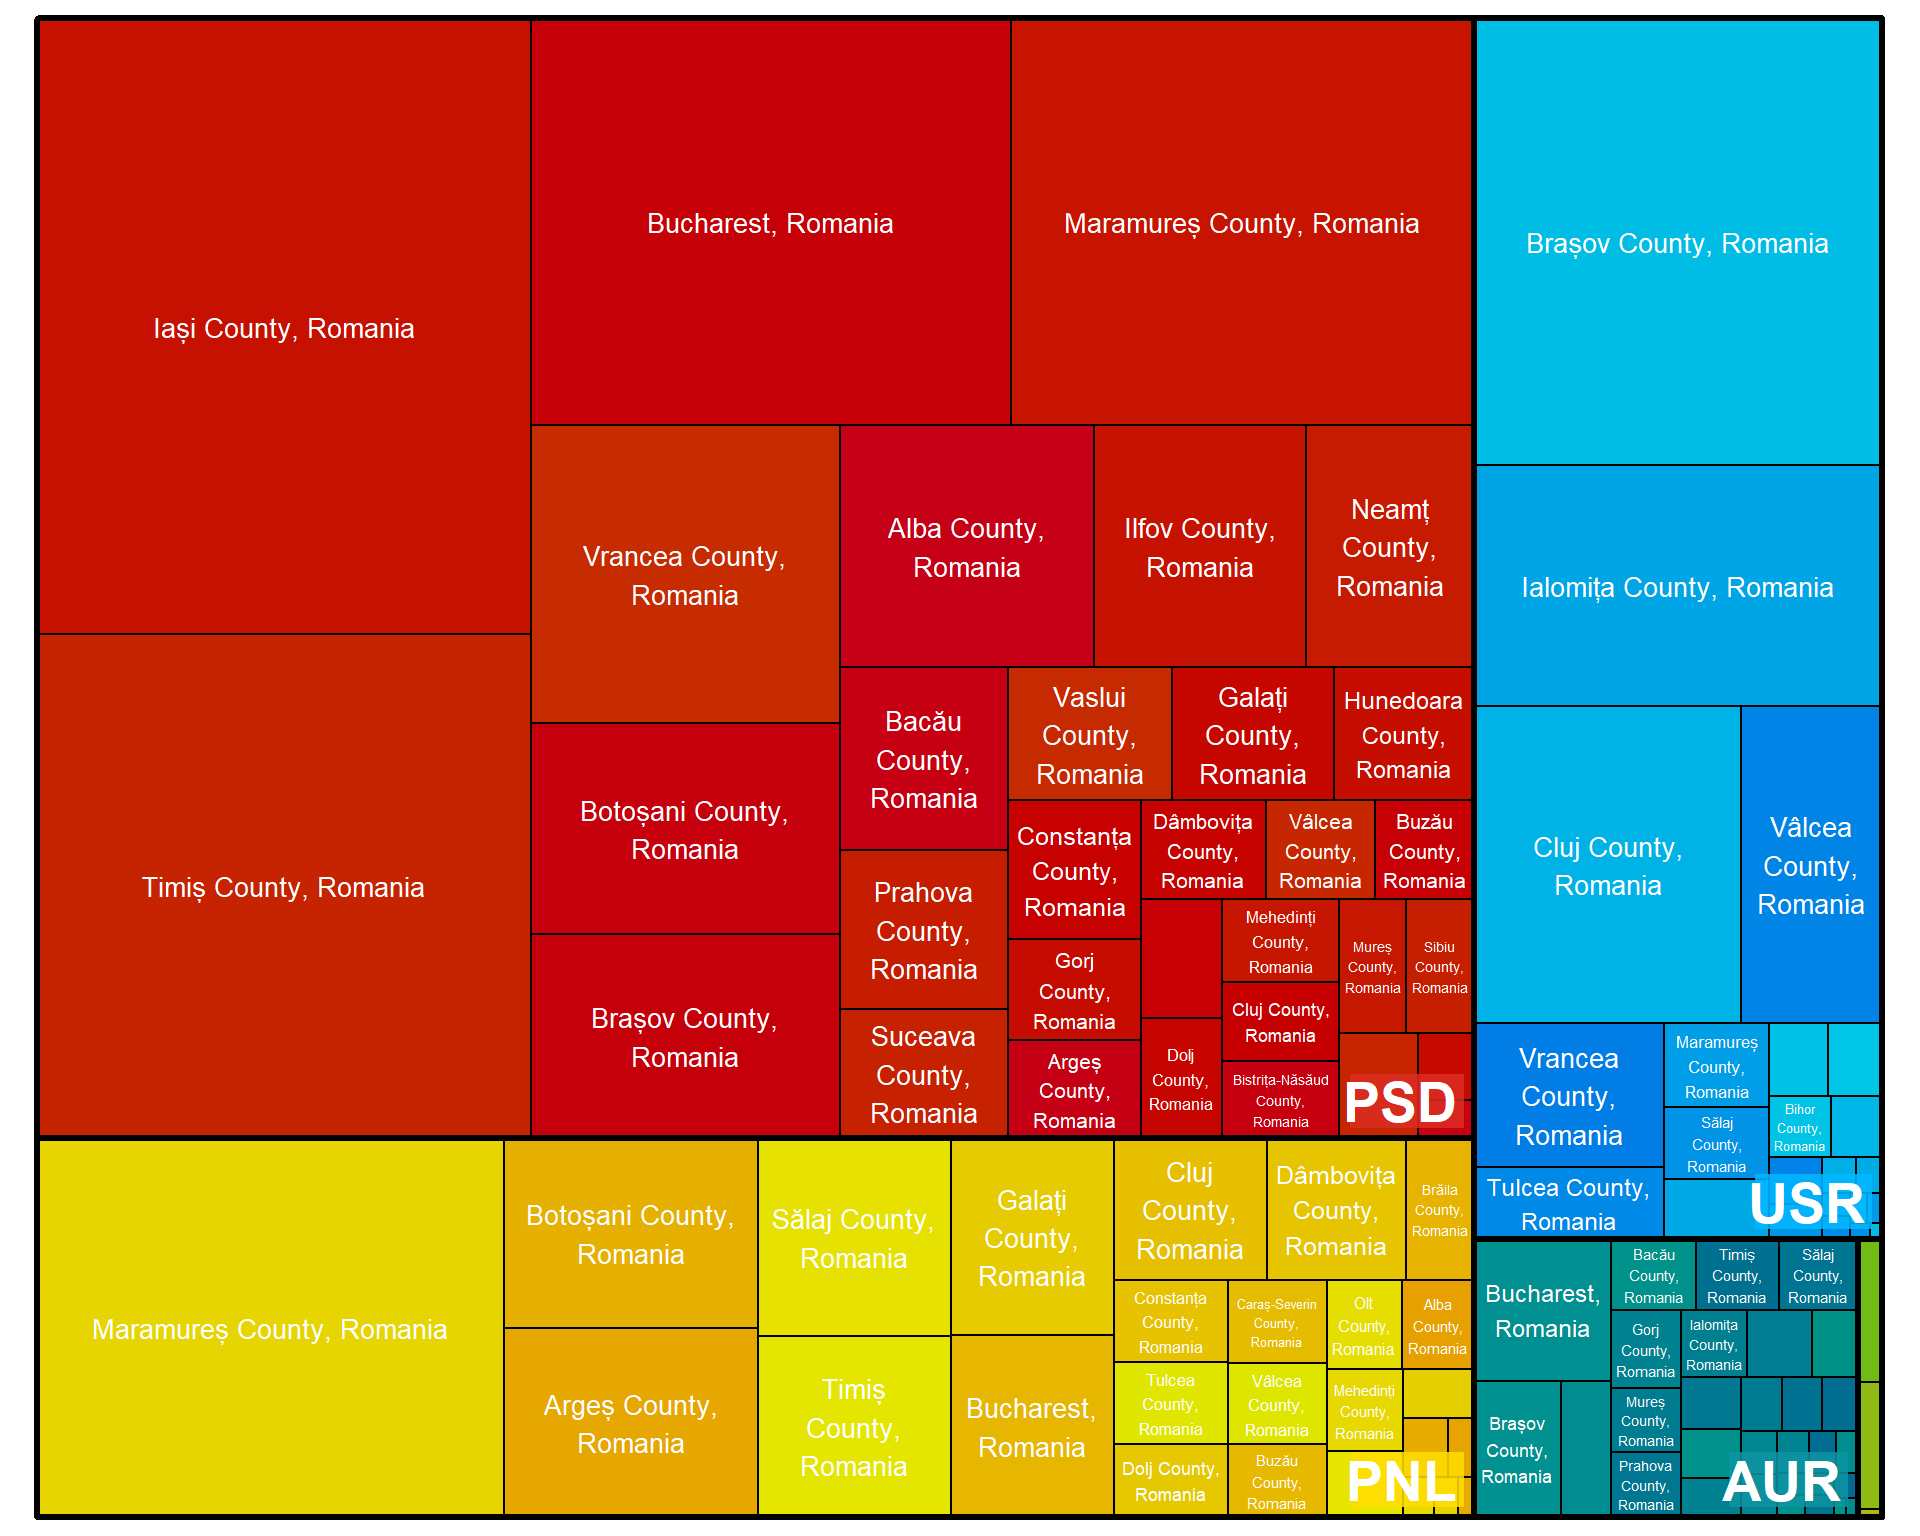 Iași County, Romania
Bucharest, Romania
Maramureș County, Romania
Timiș County, Romania
Vrancea County,
Romania
Alba County,
Romania
Ilfov County,
Romania
Neamț
County,
Romania
Botoșani County,
Romania
Brașov County,
Romania
Bacău
County,
Romania
Vaslui
County,
Romania
Galați
County,
Romania
Hunedoara
County,
Romania
Prahova
County,
Romania
Suceava
County,
Romania
Constanța
County,
Romania
Dâmbovița
County,
Romania
Vâlcea
County,
Romania
Buzău
County,
Romania
Gorj
County,
Romania
Argeș
County,
Romania
Dolj
County,
Romania
Mehedinți
County,
Romania
Cluj County,
Romania
Bistrița-Năsăud
County,
Romania
Mureș
County,
Romania
Sibiu
County,
Romania
PSD
Brașov County, Romania
Ialomița County, Romania
Cluj County,
Romania
Vâlcea
County,
Romania
Vrancea
County,
Romania
Tulcea County,
Romania
Maramureș
County,
Romania
Sălaj
County,
Romania
Bihor
County,
Romania
USR
Maramureș County, Romania
Botoșani County,
Romania
Argeș County,
Romania
Sălaj County,
Romania
Timiș
County,
Romania
Galați
County,
Romania
Bucharest,
Romania
Cluj
County,
Romania
Dâmbovița
County,
Romania
Brăila
County,
Romania
Constanța
County,
Romania
Caraș-Severin
County,
Romania
Olt
County,
Romania
Alba
County,
Romania
Tulcea
County,
Romania
Vâlcea
County,
Romania
Mehedinți
County,
Romania
Dolj County,
Romania
Buzău
County,
Romania
PNL
Bucharest,
Romania
Brașov
County,
Romania
Bacău
County,
Romania
Timiș
County,
Romania
Sălaj
County,
Romania
Gorj
County,
Romania
Ialomița
County,
Romania
Mureș
County,
Romania
Prahova
County,
Romania
AUR